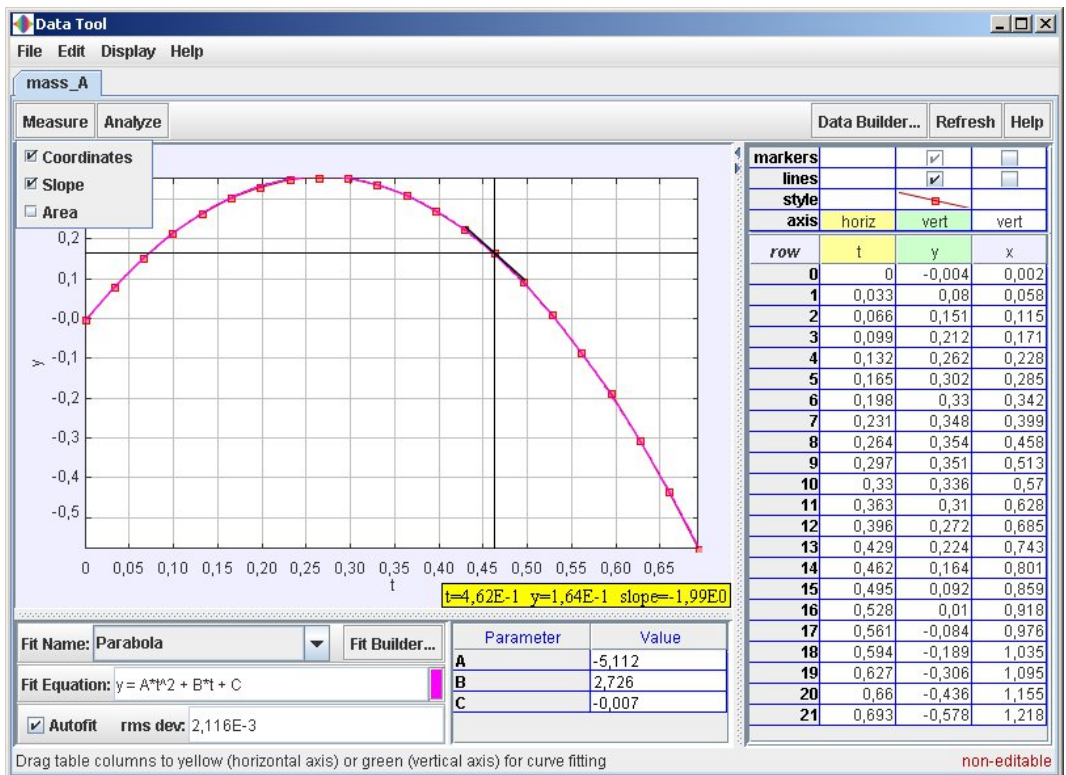 Data Tool
File Edit Display Help
mass_A
Measure Analyze Data Builder... Refresh Help
Coordinates
Slope
Area
0,2
0,1
-0,0
-0,1
-0,2
-0,3
-0,4
-0,5
y
0 0,05 0,10 0,15 0,20 0,25 0,30 0,35 0,40 0,45 0,50 0,55 0,60 0,65
t
t=4,62E-1 y=1,64E-1 slope=-1,99E0
markers
lines
style
axis horiz vert vert
row t y x
0 0 -0,004 0,002
1 0,033 0,08 0,058
2 0,066 0,151 0,115
3 0,099 0,212 0,171
4 0,132 0,262 0,228
5 0,165 0,302 0,285
6 0,198 0,33 0,342
7 0,231 0,348 0,399
8 0,264 0,354 0,458
9 0,297 0,351 0,513
10 0,33 0,336 0,57
11 0,363 0,31 0,628
12 0,396 0,272 0,685
13 0,429 0,224 0,743
14 0,462 0,164 0,801
15 0,495 0,092 0,859
16 0,528 0,01 0,918
17 0,561 -0,084 0,976
18 0,594 -0,189 1,035
19 0,627 -0,306 1,095
20 0,66 -0,436 1,155
21 0,693 -0,578 1,218
Fit Name: Parabola Fit Builder...
Fit Equation: y = A*t^2 + B*t + C
Autofit rms dev: 2,116E-3
Parameter Value
A -5,112
B 2,726
C -0,007
Drag table columns to yellow (horizontal axis) or green (vertical axis) for curve fitting non-editable